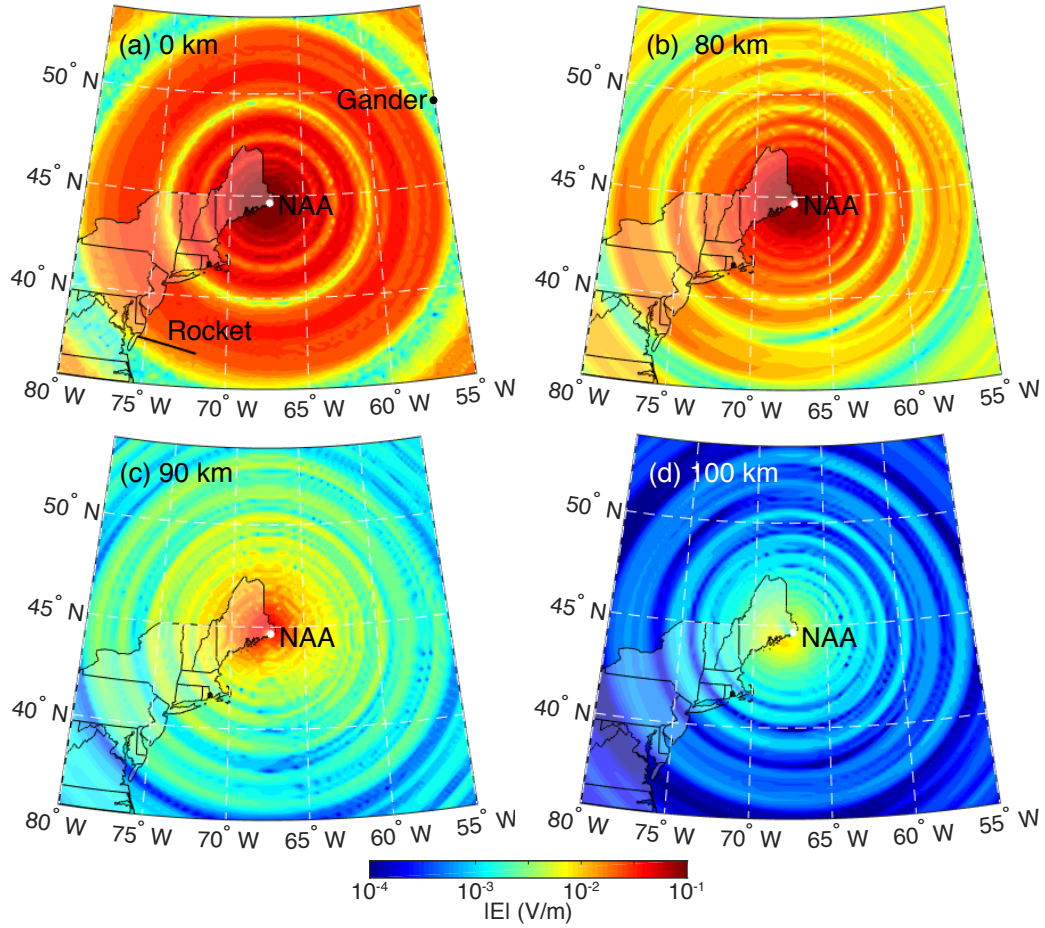 (a) 0 km
(b) 80 km
50° N
50° N
Gander
45° N
45° N
NAA
NAA
40° N
40° N
Rocket
80° W
75° W
70° W
65° W
60° W
55° W
80° W
75° W
70° W
65° W
60° W
55° W
(c) 90 km
(d) 100 km
50° N
50° N
45° N
45° N
NAA
NAA
40° N
40° N
80° W
75° W
70° W
65° W
60° W
55° W
80° W
75° W
70° W
65° W
60° W
55° W
10⁻⁴
10⁻³
10⁻²
10⁻¹
|E| (V/m)